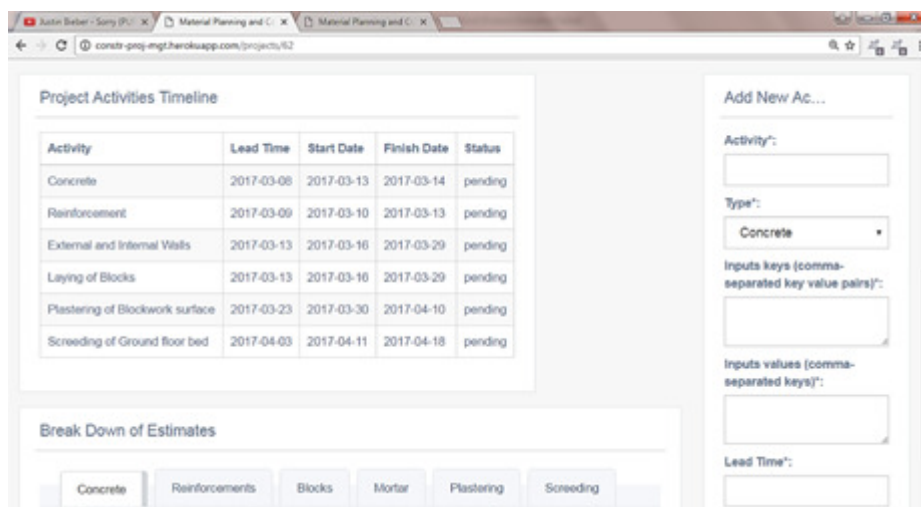 Justin Bieber - Sorry (PU
Material Planning and C
Material Planning and C
constr-proj-mgt.herokuapp.com/projects/62
Project Activities Timeline
Activity Lead Time Start Date Finish Date Status
Concrete 2017-03-08 2017-03-13 2017-03-14 pending
Reinforcement 2017-03-09 2017-03-10 2017-03-13 pending
External and Internal Walls 2017-03-13 2017-03-16 2017-03-29 pending
Laying of Blocks 2017-03-13 2017-03-16 2017-03-29 pending
Plastering of Blockwork surface 2017-03-23 2017-03-30 2017-04-10 pending
Screeding of Ground floor bed 2017-04-03 2017-04-11 2017-04-18 pending
Break Down of Estimates
Concrete Reinforcements Blocks Mortar Plastering Screeding
Add New Ac...
Activity*:
Type*:
Concrete
Inputs keys (comma-
separated key value pairs)*:
Inputs values (comma-
separated keys)*:
Lead Time*: